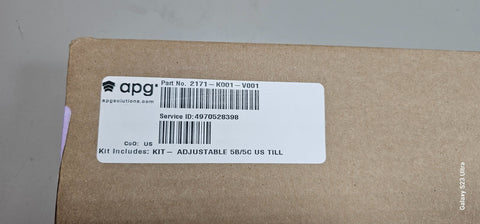 apg®
apgsolutions.com
Part No. 2171-K001-V001
Service ID:4970528398
CoO: US
Kit Includes: KIT- ADJUSTABLE 5B/5C US TILL
Galaxy S23 Ultra